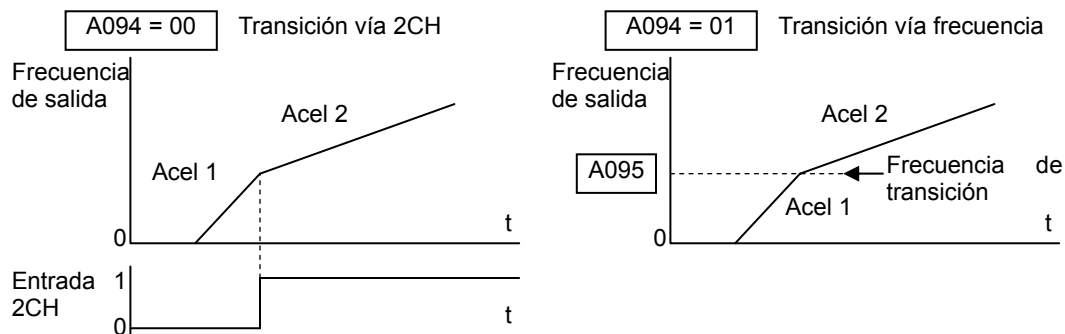 A094 = 00 Transición vía 2CH
Frecuencia
de salida
Acel 2
Acel 1
t
0
Entrada
2CH
1
0
t
A094 = 01 Transición vía frecuencia
Frecuencia
de salida
Acel 2
A095
Frecuencia de
transición
Acel 1
t
0